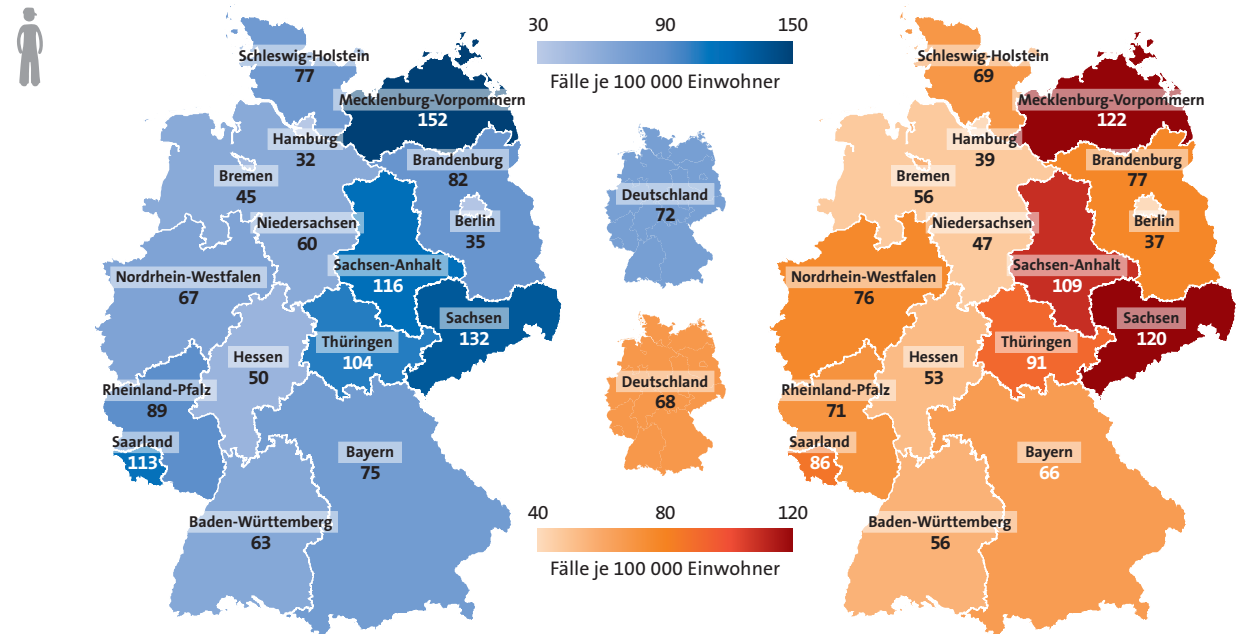 30 90 150
Fälle je 100 000 Einwohner
Schleswig-Holstein
77
Mecklenburg-Vorpommern
152
Hamburg
32
Brandenburg
82
Bremen
45
Niedersachsen
60
Berlin
35
Sachsen-Anhalt
116
Nordrhein-Westfalen
67
Sachsen
132
Thüringen
104
Hessen
50
Rheinland-Pfalz
89
Saarland
113
Bayern
75
Baden-Württemberg
63
Deutschland
72
Deutschland
68
40 80 120
Fälle je 100 000 Einwohner
Schleswig-Holstein
69
Mecklenburg-Vorpommern
122
Hamburg
39
Brandenburg
77
Bremen
56
Niedersachsen
47
Berlin
37
Sachsen-Anhalt
109
Nordrhein-Westfalen
76
Sachsen
120
Thüringen
91
Hessen
53
Rheinland-Pfalz
71
Saarland
86
Bayern
66
Baden-Württemberg
56